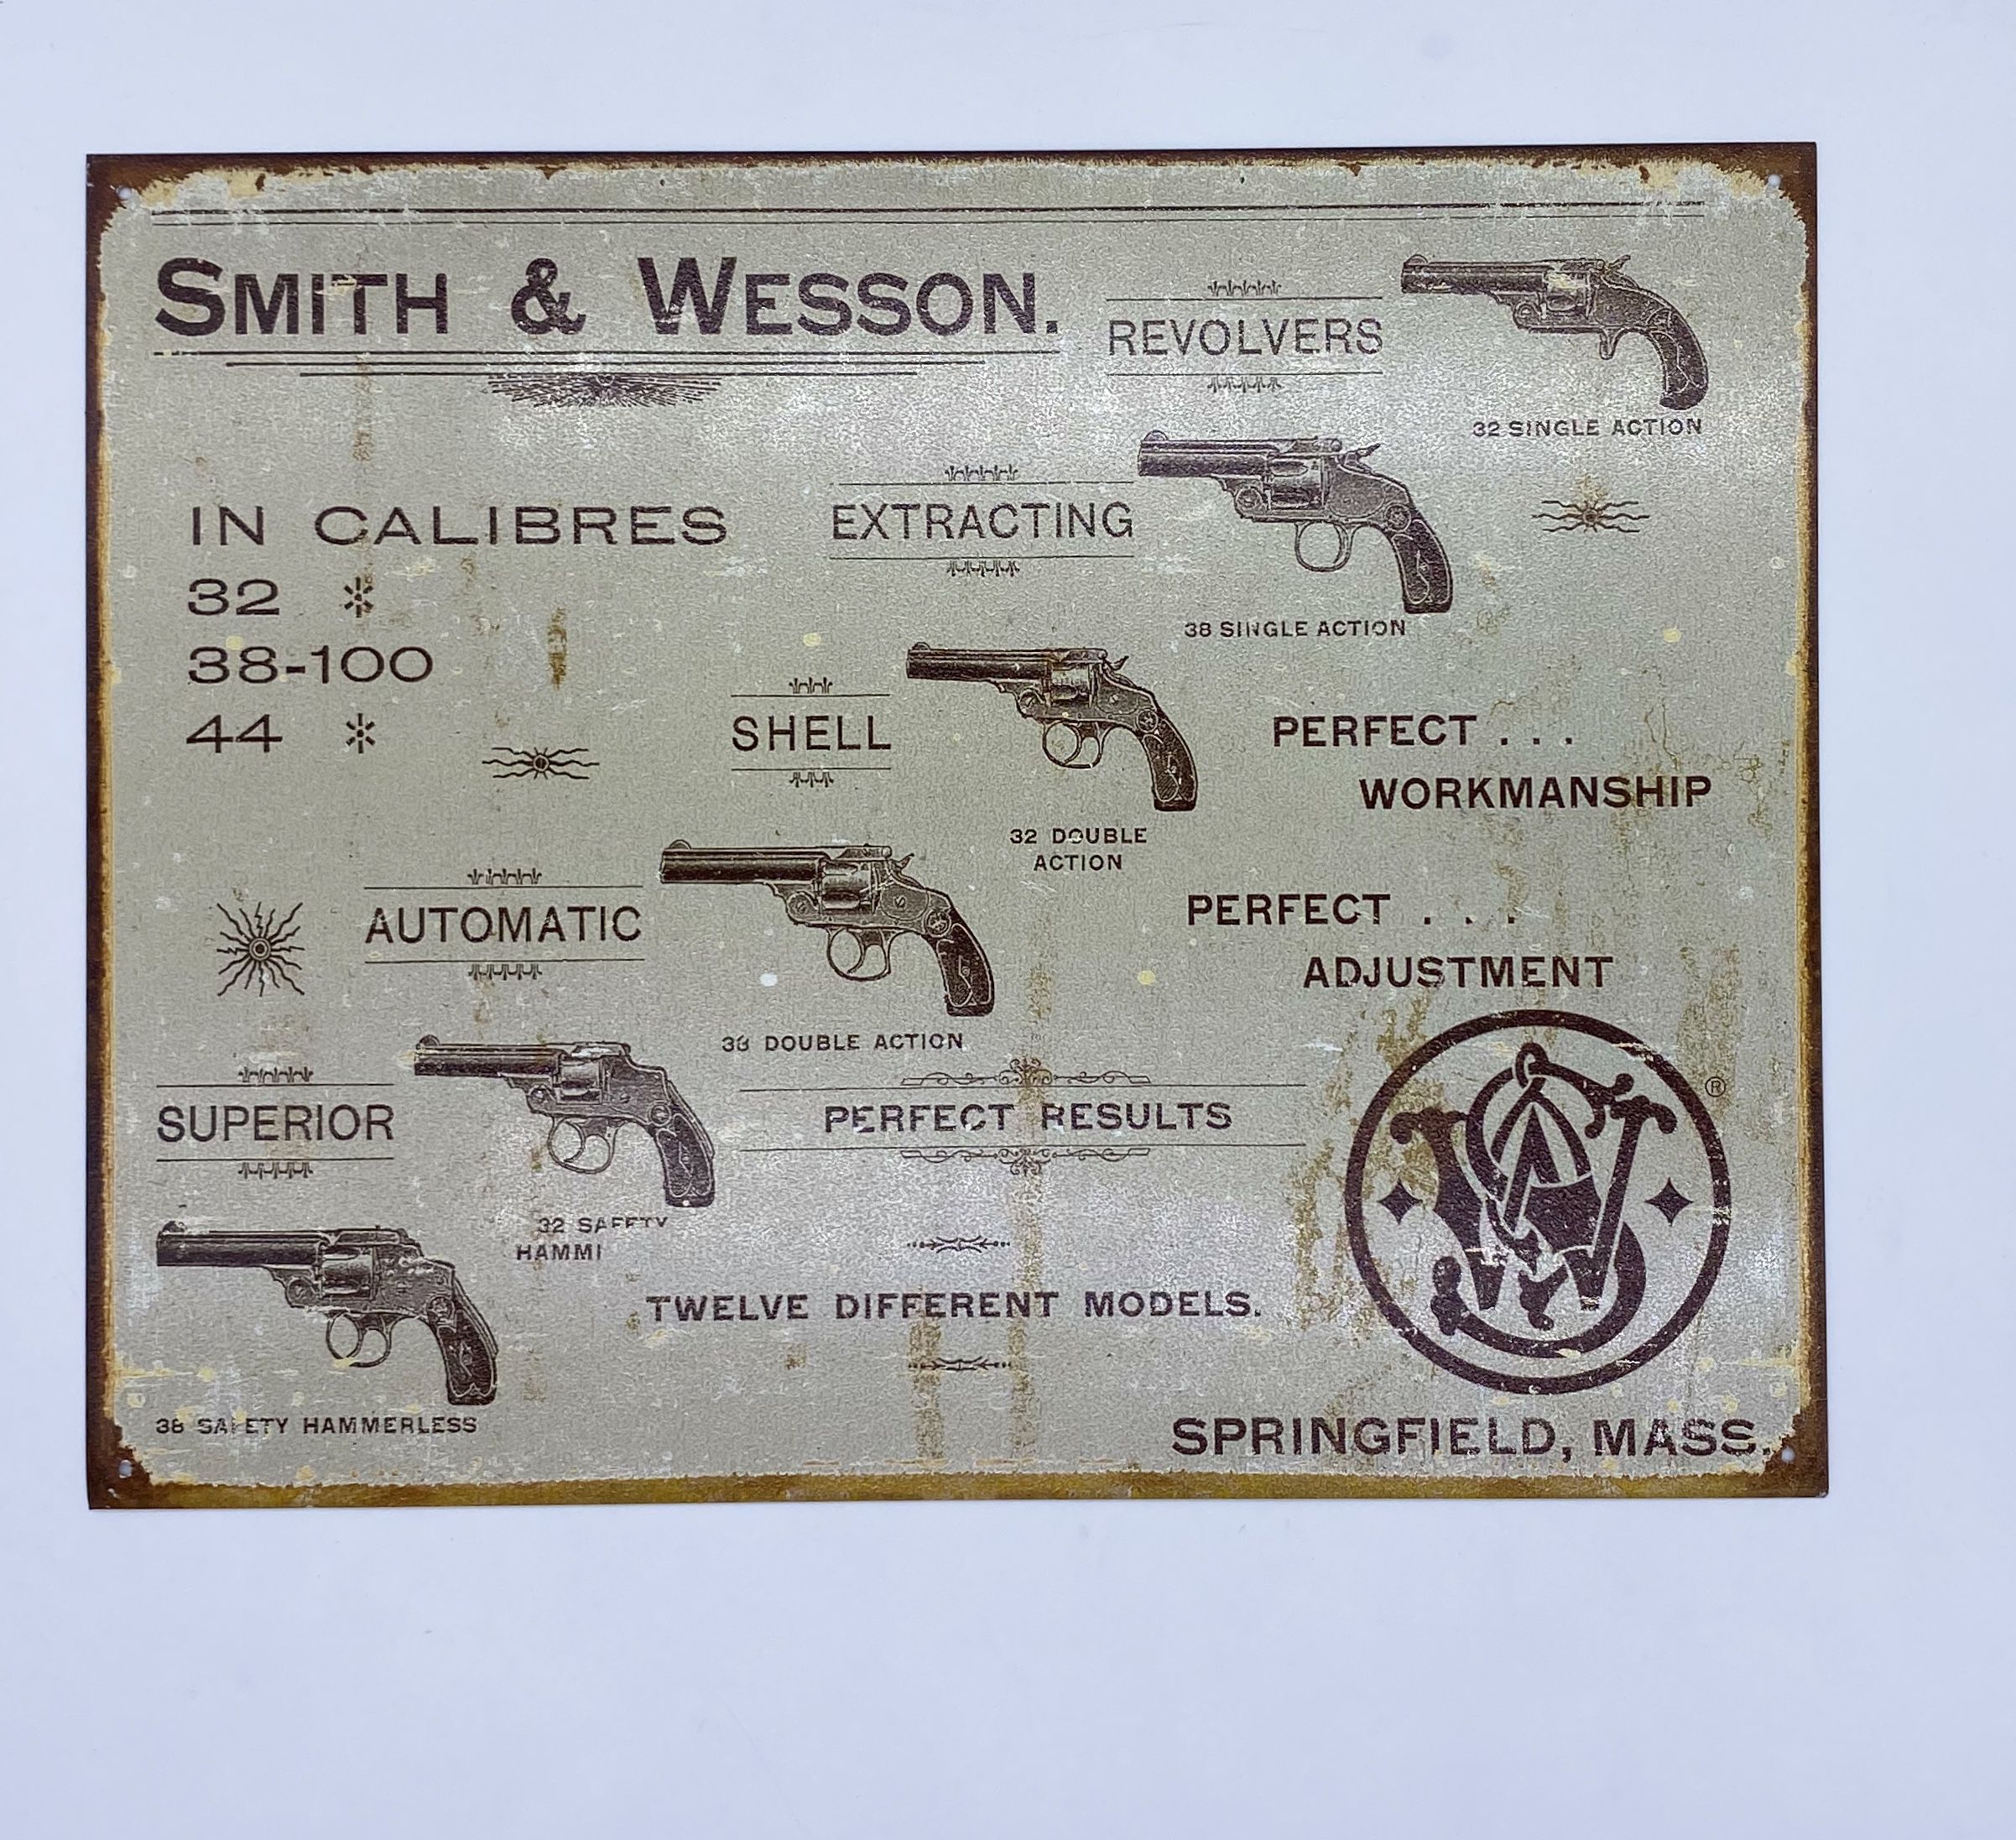 SMITH & WESSON.
REVOLVERS
32 SINGLE ACTION
EXTRACTING
38 SINGLE ACTION
IN CALIBRES
32 *
38-100
44 *
SHELL
32 DOUBLE
ACTION
PERFECT . . .
WORKMANSHIP
AUTOMATIC
38 DOUBLE ACTION
PERFECT . . .
ADJUSTMENT
SUPERIOR
32 SAFETY
HAMMI
PERFECT RESULTS
TWELVE DIFFERENT MODELS.
38 SAFETY HAMMERLESS
S W
®
SPRINGFIELD, MASS.